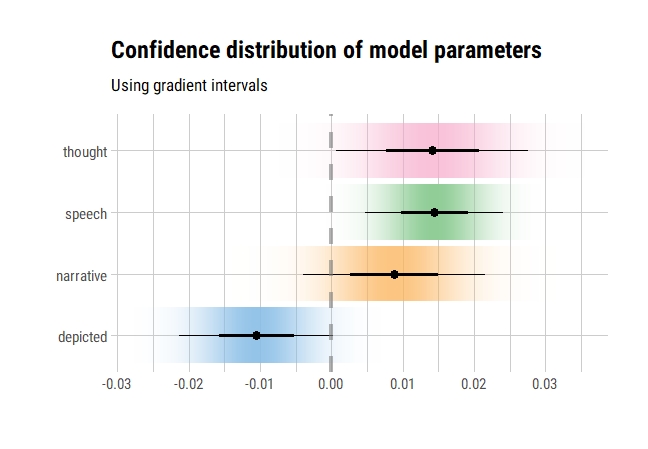 Confidence distribution of model parameters
Using gradient intervals
thought
speech
narrative
depicted
-0.03 -0.02 -0.01 0.00 0.01 0.02 0.03